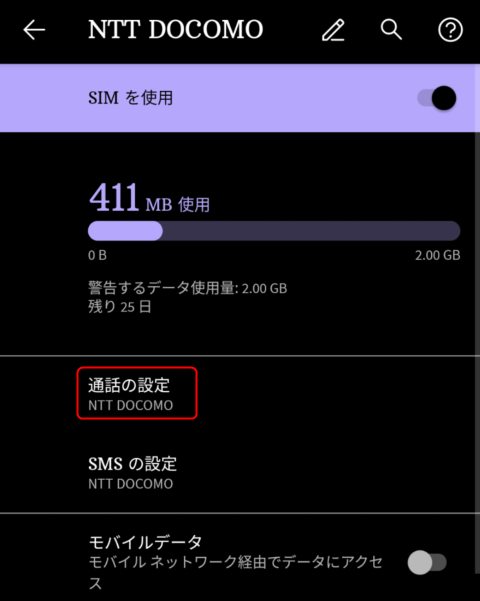 NTT DOCOMO
SIM を使用
411 MB 使用
0 B
2.00 GB
警告するデータ使用量: 2.00 GB
残り 25 日
通話の設定
NTT DOCOMO
SMS の設定
NTT DOCOMO
モバイルデータ
モバイル ネットワーク経由でデータにアクセ
ス